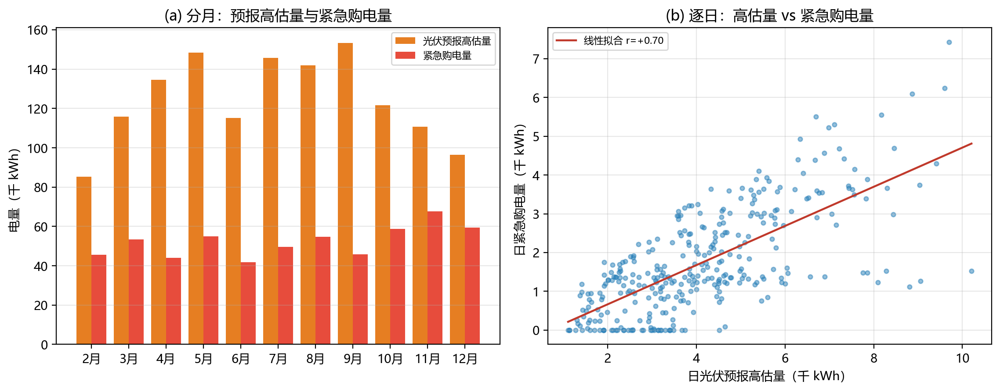 (a) 分月：预报高估量与紧急购电量
电量（千 kWh）
160
140
120
100
80
60
40
20
0
光伏预报高估量
紧急购电量
2月
3月
4月
5月
6月
7月
8月
9月
10月
11月
12月
(b) 逐日：高估量 vs 紧急购电量
日紧急购电量（千 kWh）
7
6
5
4
3
2
1
0
线性拟合 r=+0.70
2
4
6
8
10
日光伏预报高估量（千 kWh）